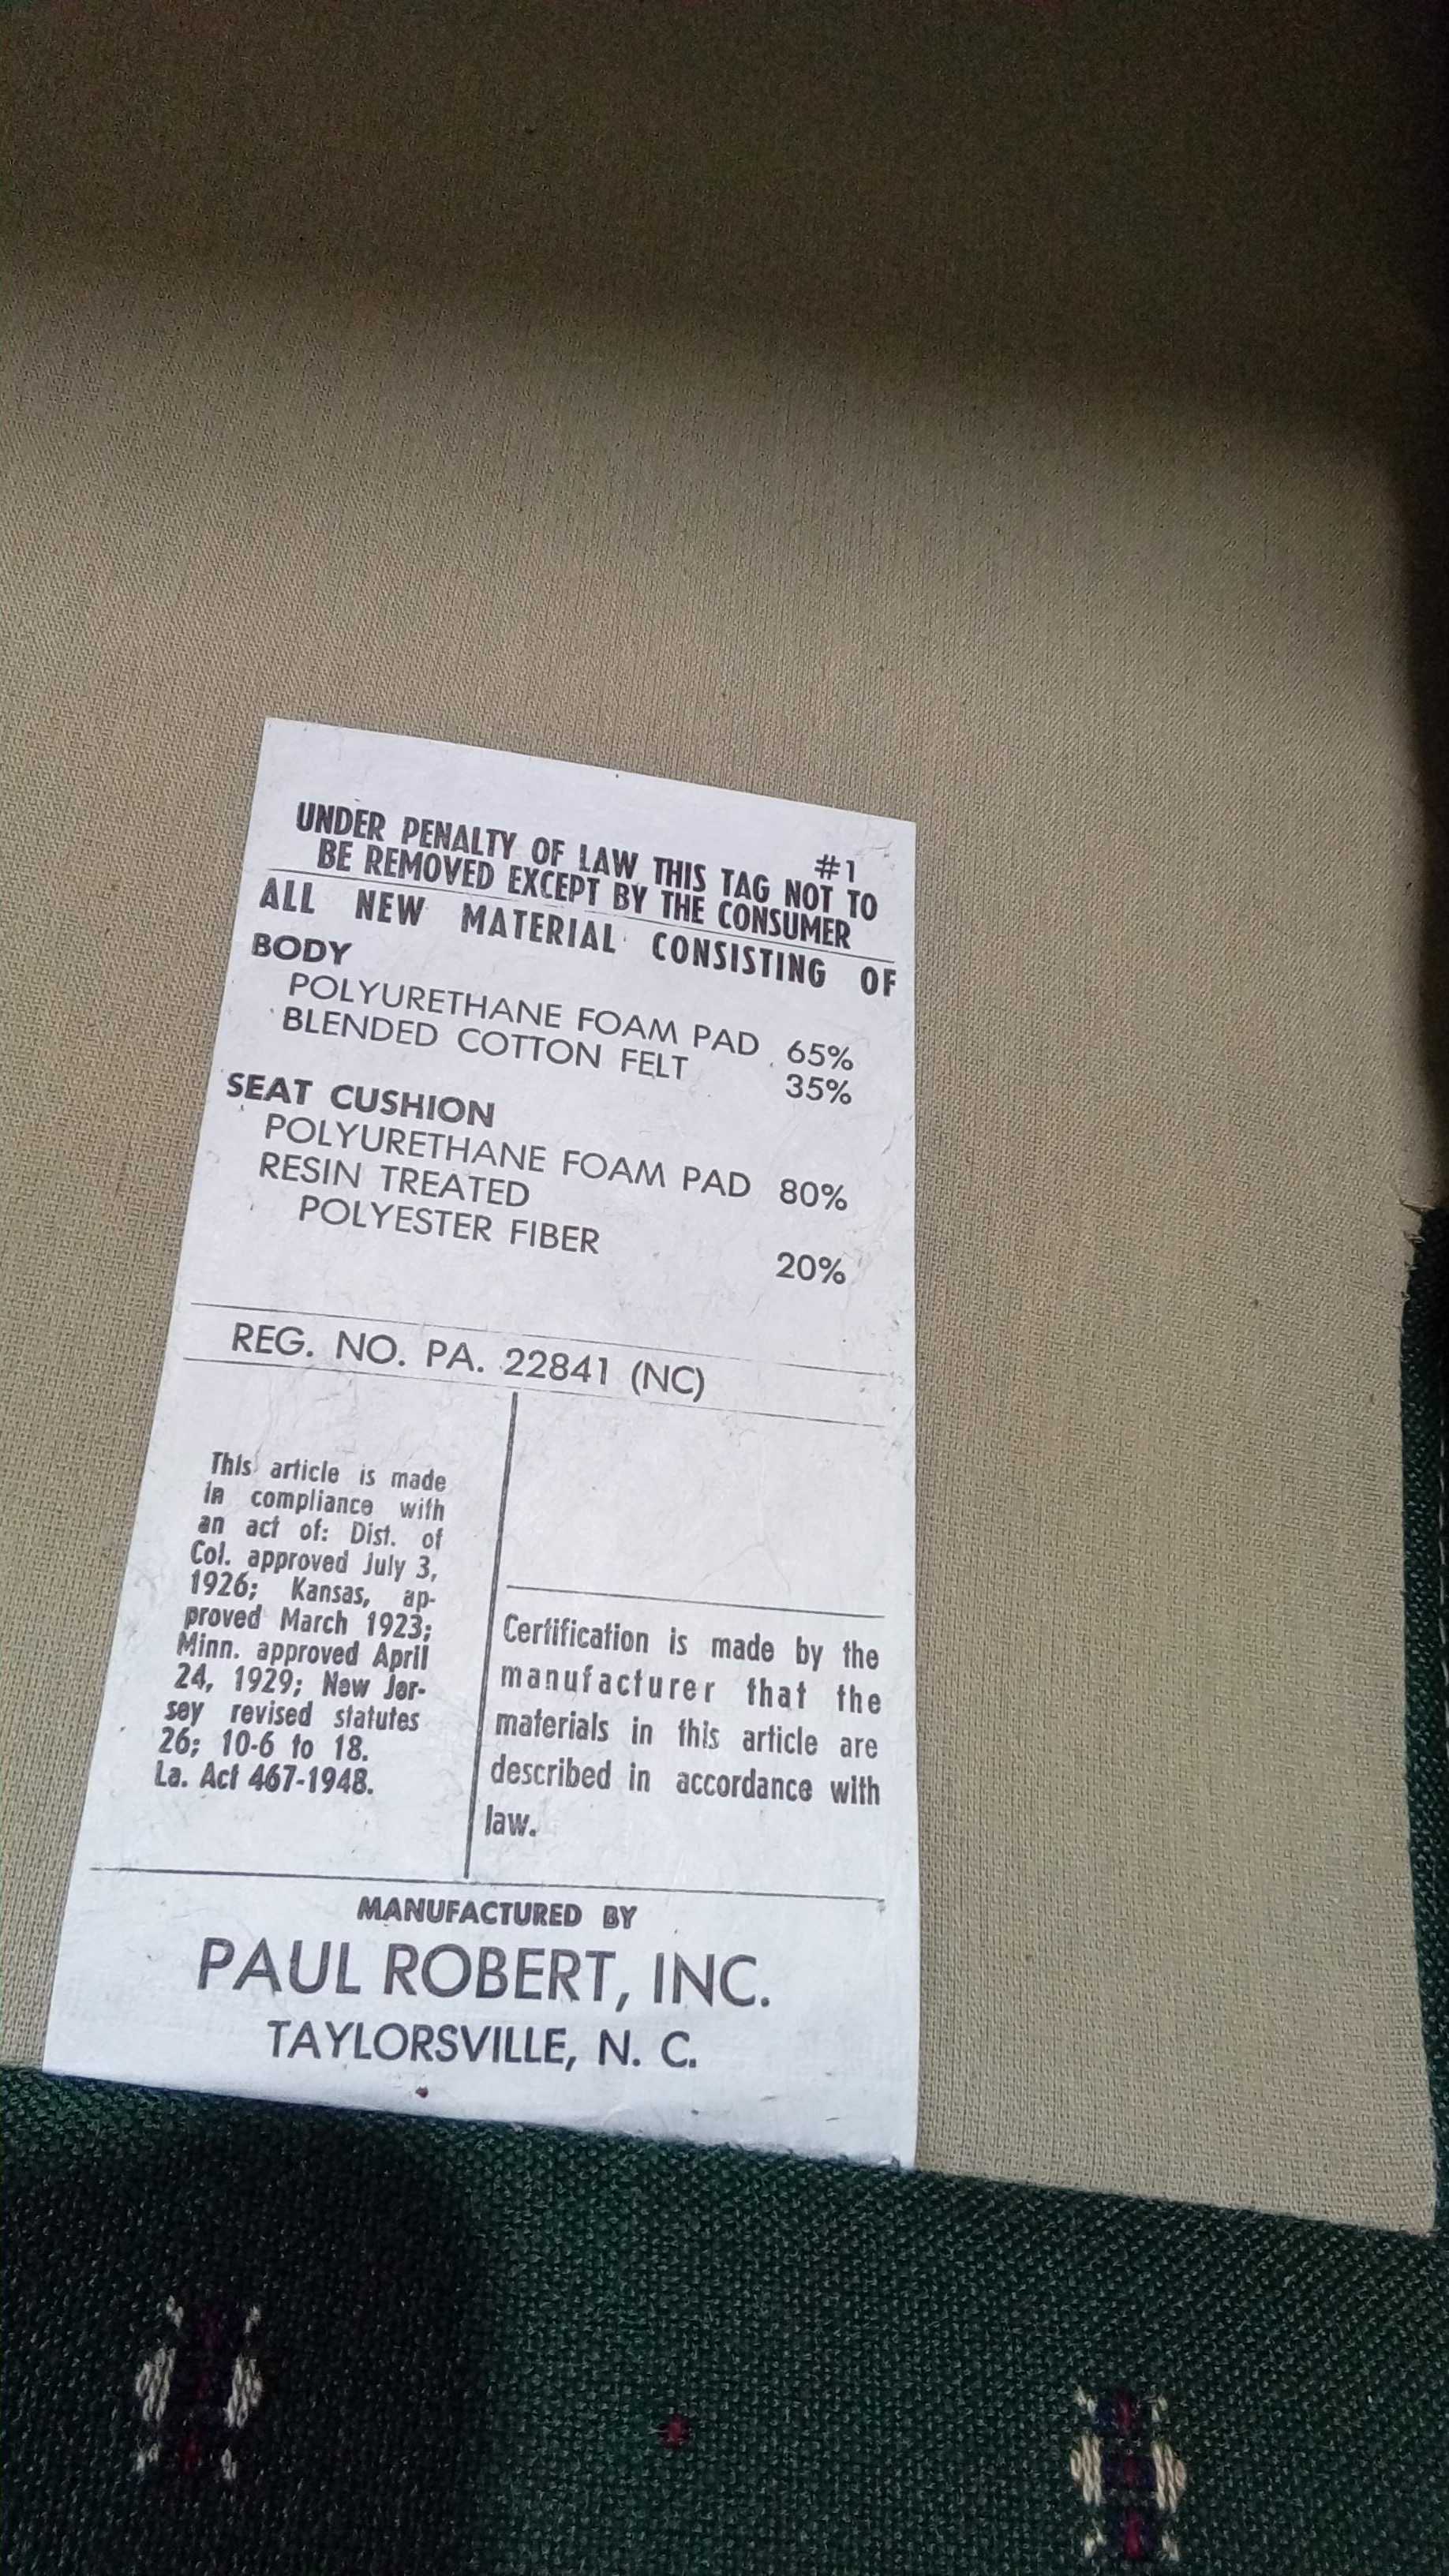 #1
UNDER PENALTY OF LAW THIS TAG NOT TO
BE REMOVED EXCEPT BY THE CONSUMER
ALL NEW MATERIAL CONSISTING OF
BODY
POLYURETHANE FOAM PAD 65%
BLENDED COTTON FELT 35%
SEAT CUSHION
POLYURETHANE FOAM PAD 80%
RESIN TREATED
POLYESTER FIBER 20%
REG. NO. PA. 22841 (NC)
This article is made
in compliance with
an act of: Dist. of
Col. approved July 3,
1926; Kansas, ap-
proved March 1923;
Minn. approved April
24, 1929; New Jer-
sey revised statutes
26; 10-6 to 18.
La. Act 467-1948.
Certification is made by the
manufacturer that the
materials in this article are
described in accordance with
law.
MANUFACTURED BY
PAUL ROBERT, INC.
TAYLORSVILLE, N. C.